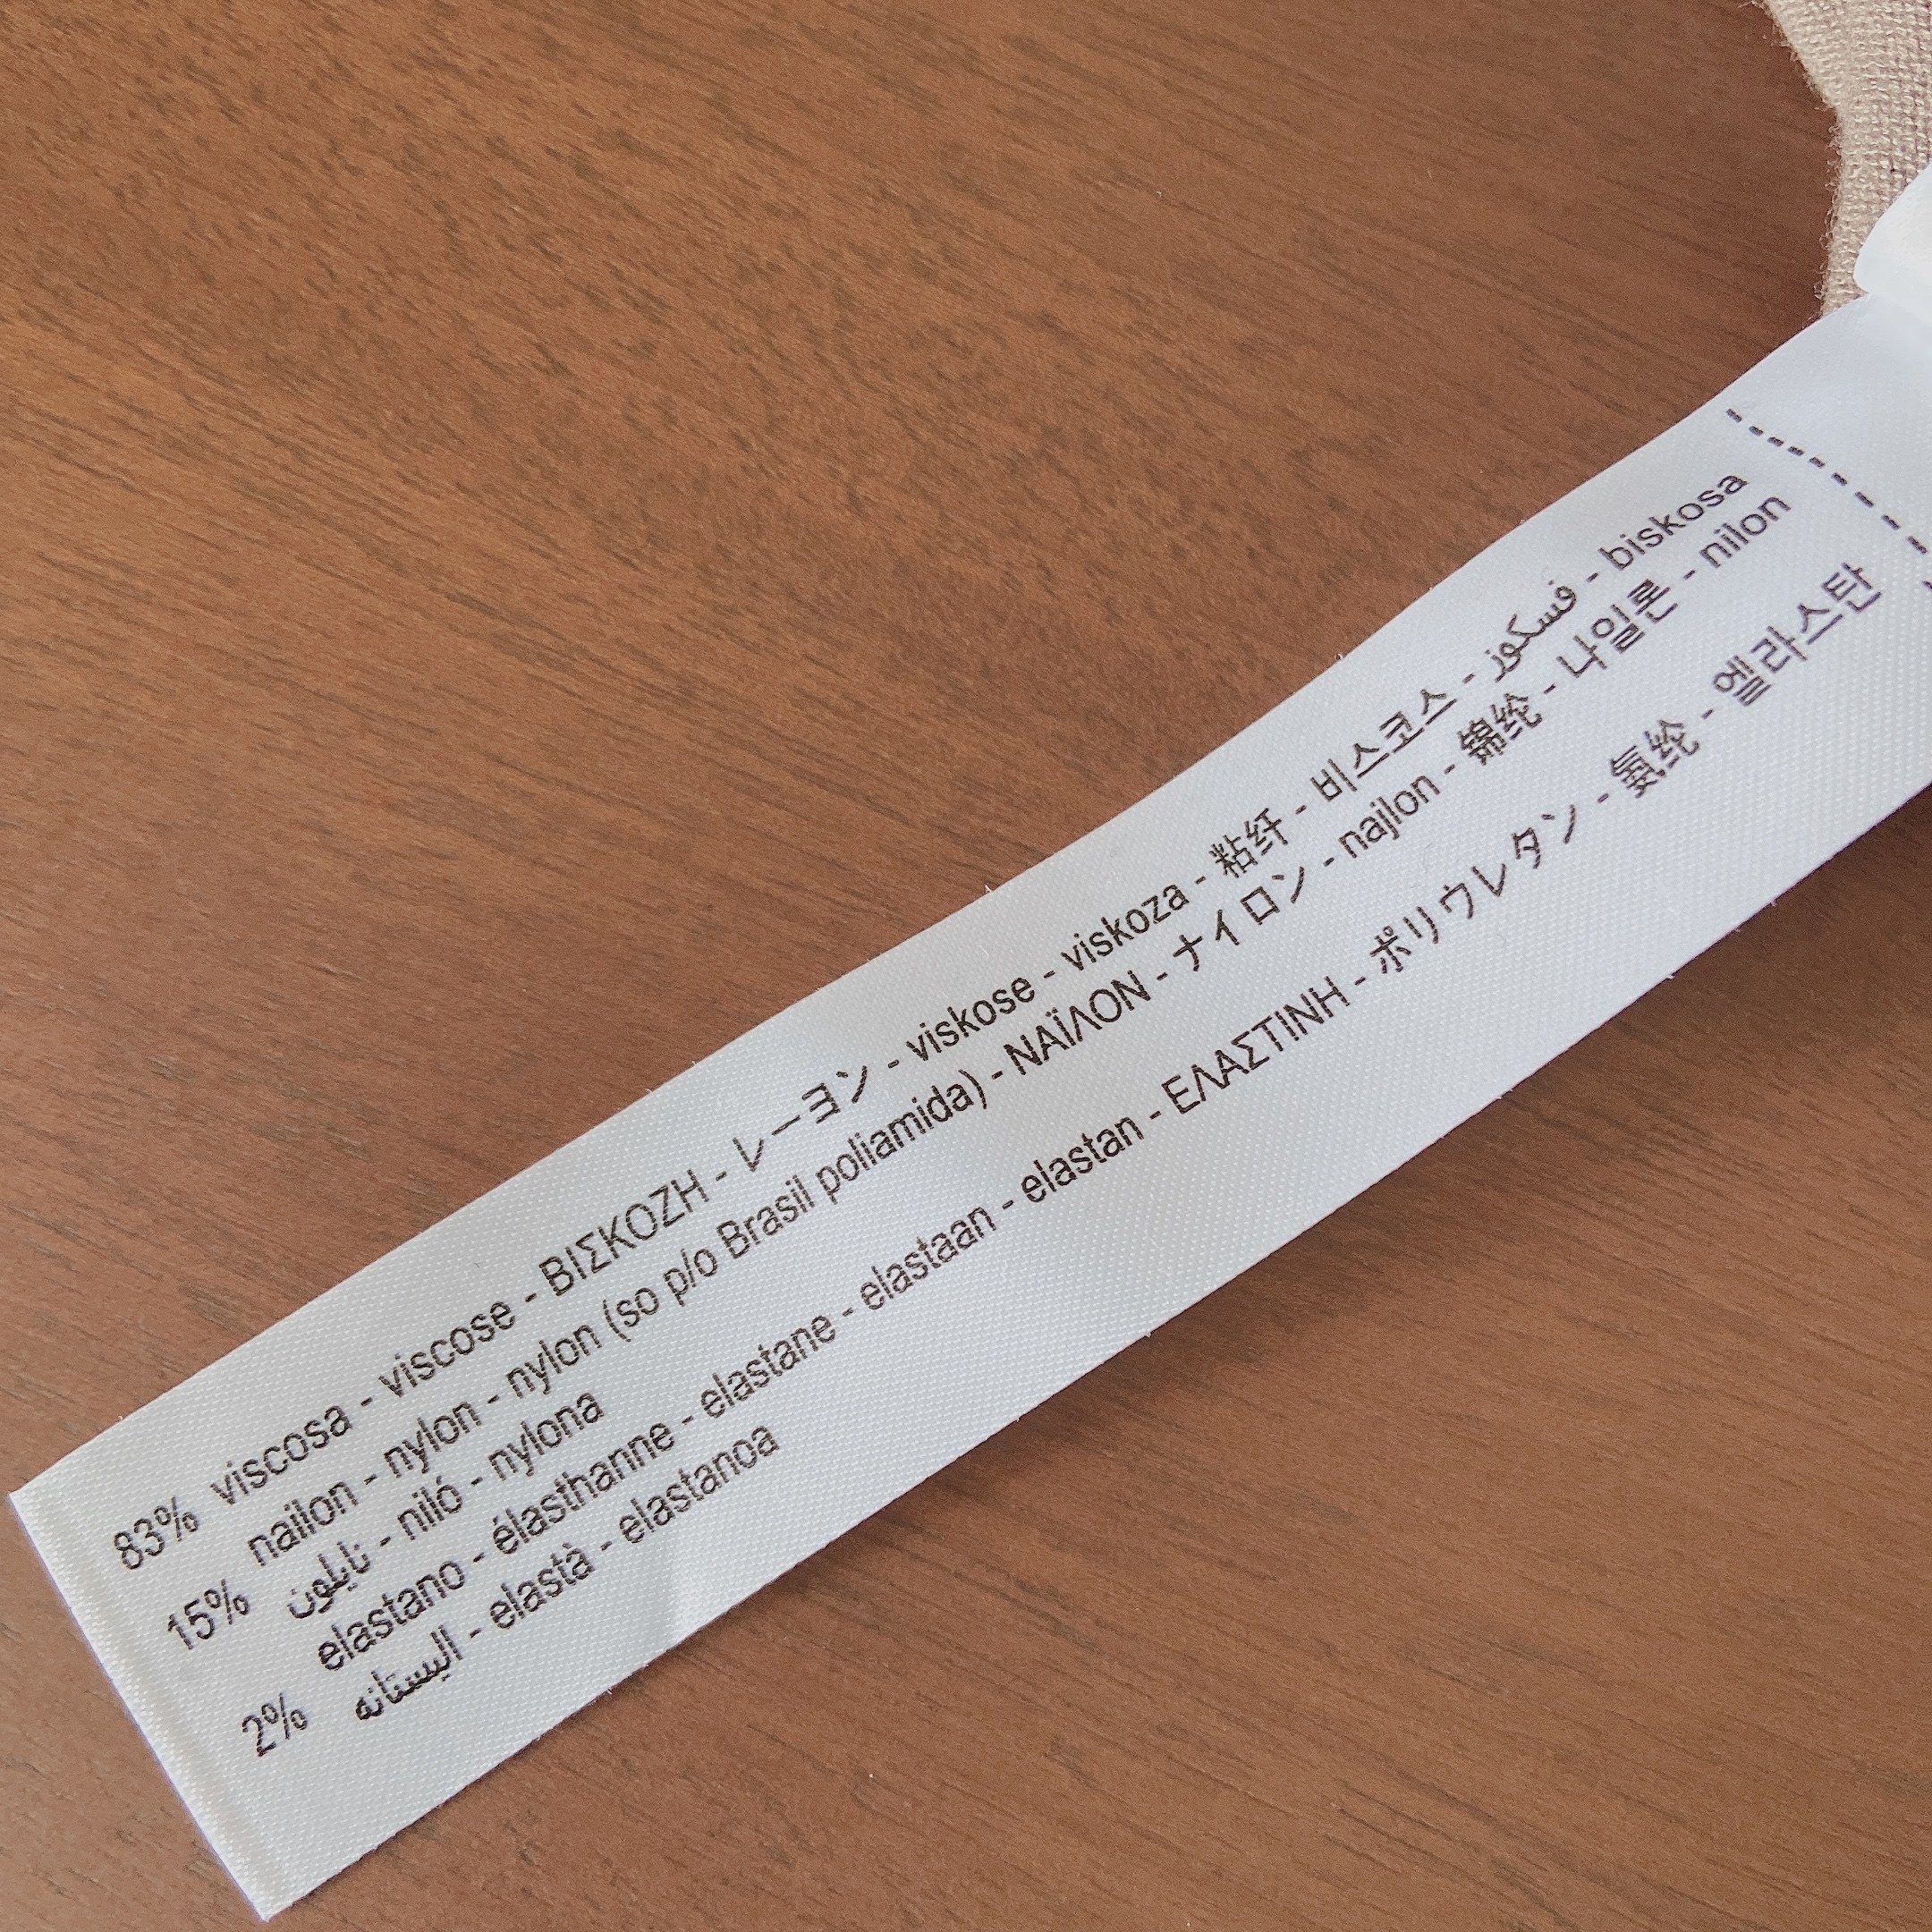 83% viscosa - viscose - ΒΙΣΚΟΖΗ - レーヨン - viskose - viskoza - 粘纤 - 비스코스 - فسكوز - biskosa
15% nailon - nylon - nylon (so p/o Brasil poliamida) - ΝΑΪΛΟΝ - ナイロン - najlon - 锦纶 - 나일론 - nilon
نايلون - niló - nylona
2% elastano - élasthanne - elastane - elastaan - elastan - ΕΛΑΣΤΙΝΗ - ポリウレタン - 氨纶 - 엘라스탄
اليستانه - elastà - elastanoa